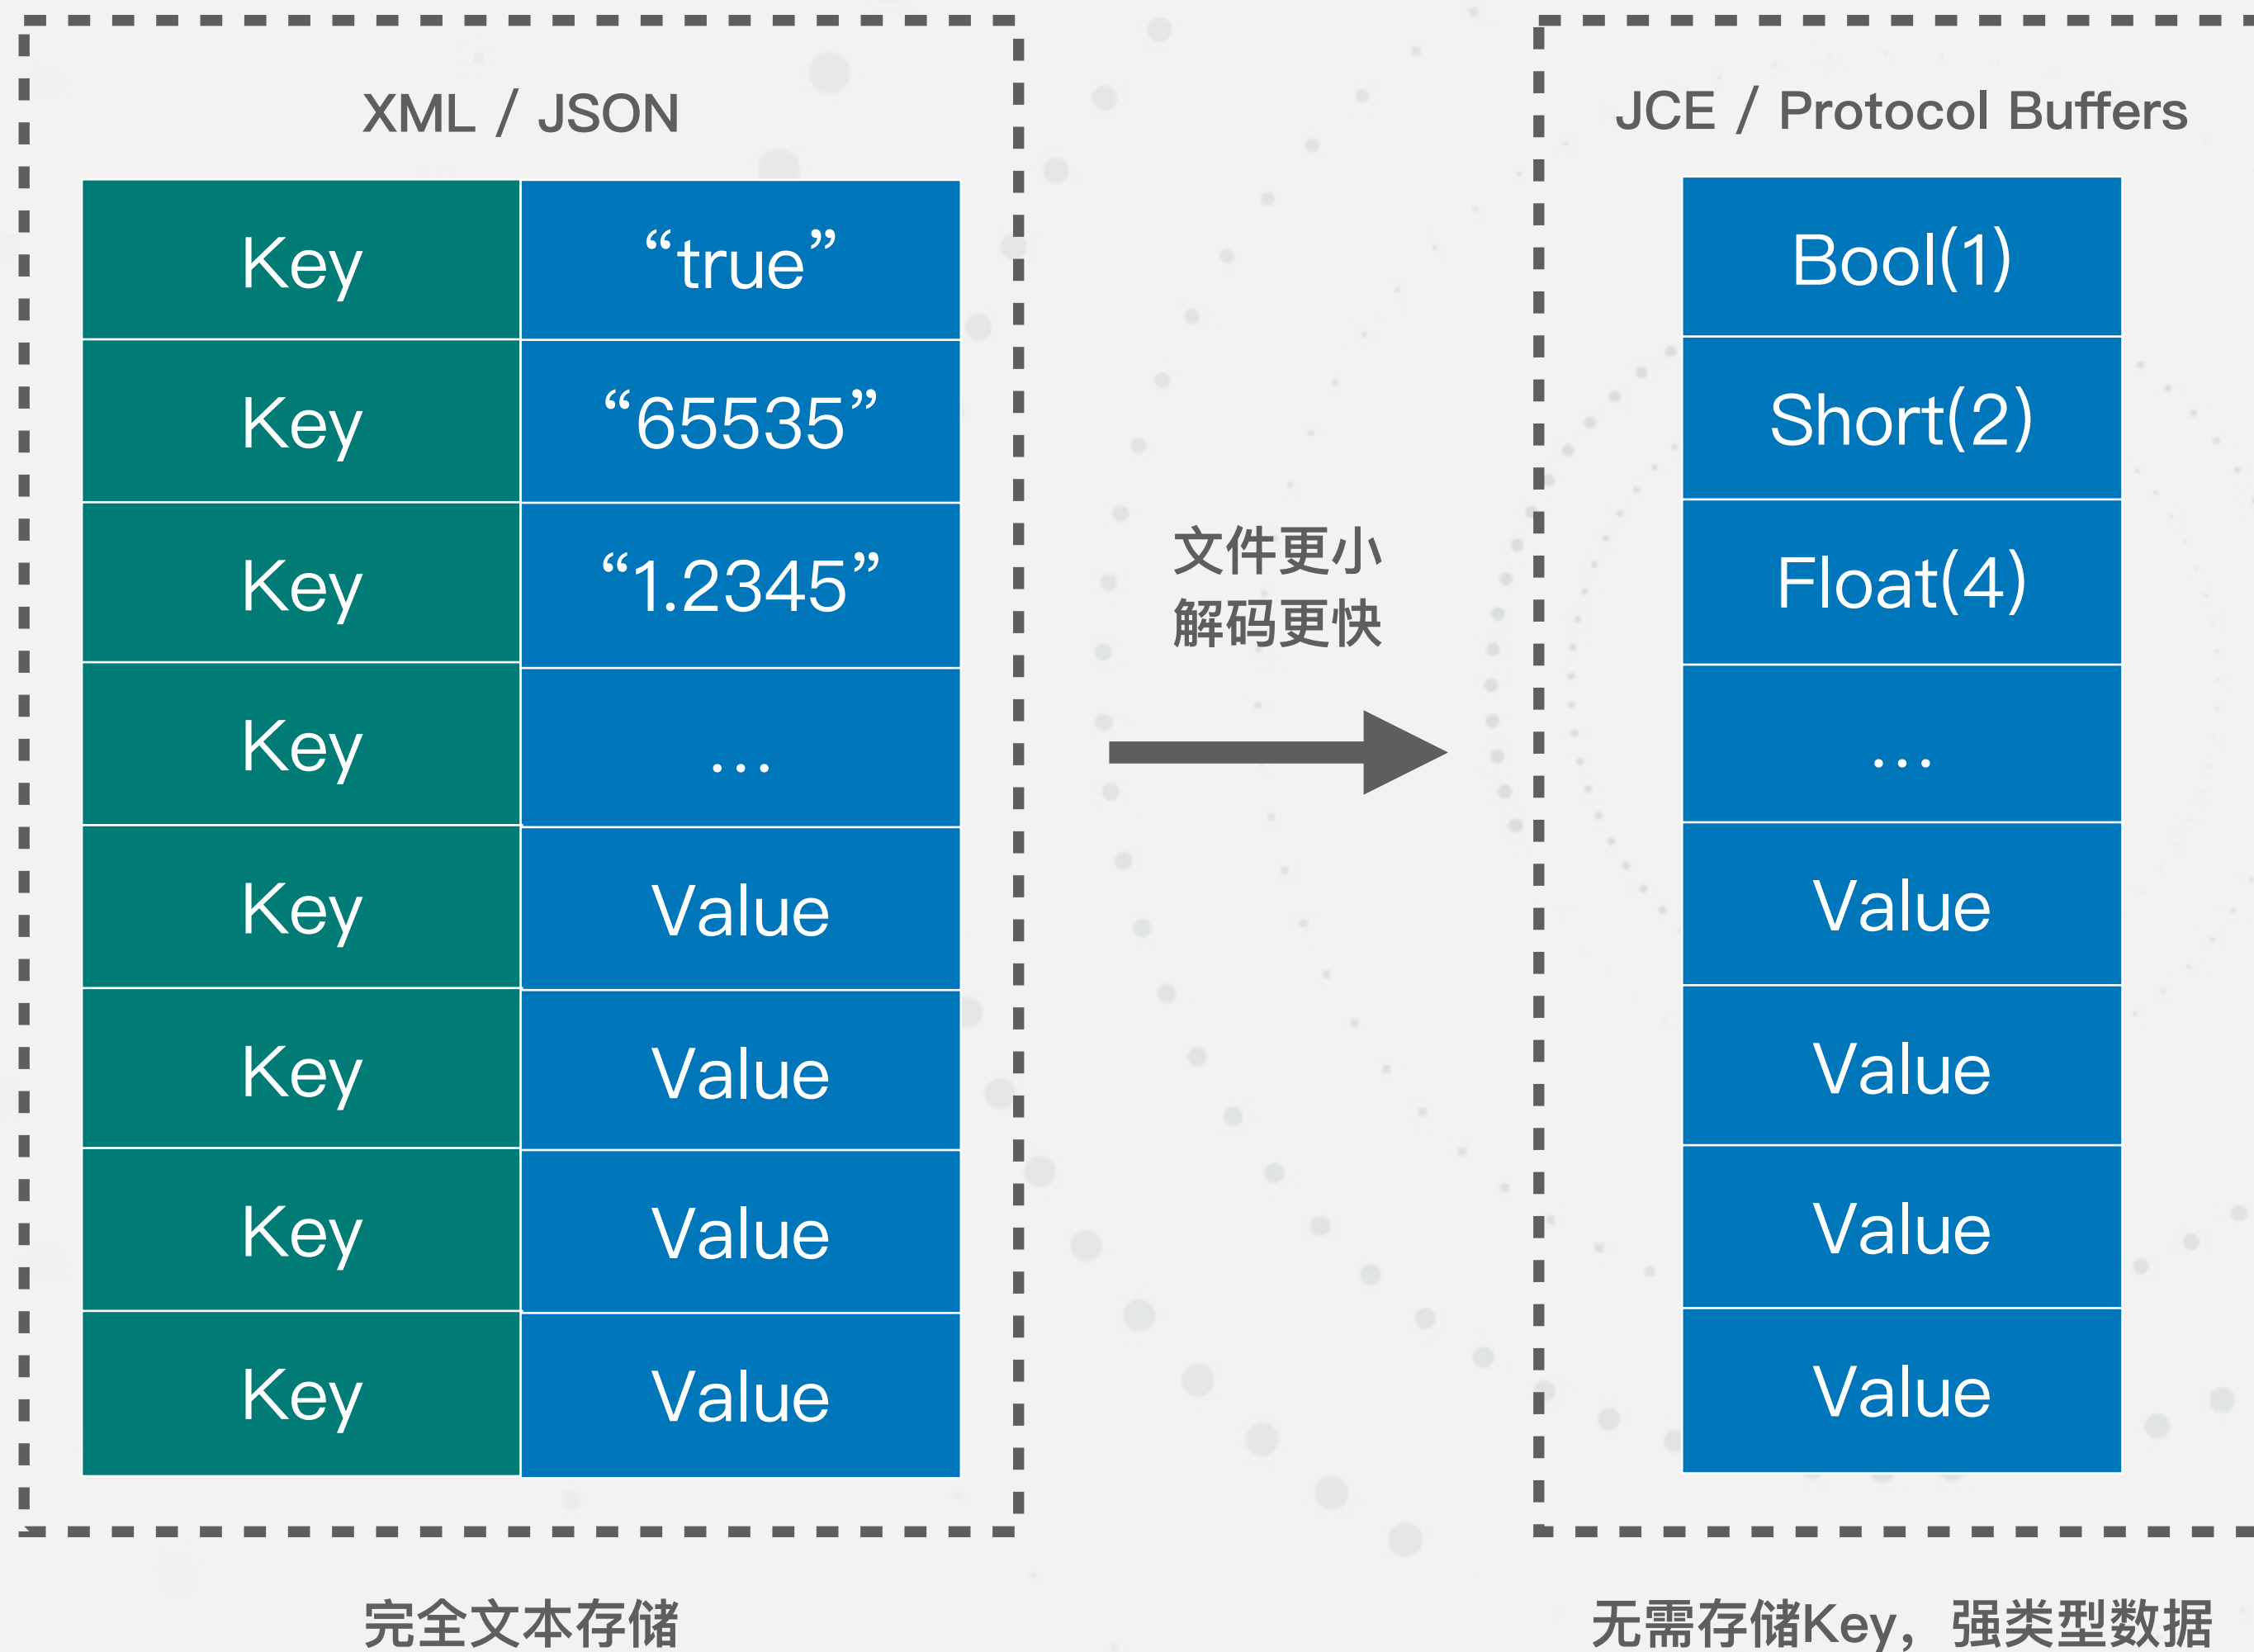 XML / JSON
Key “true”
Key “65535”
Key “1.2345”
Key ...
Key Value
Key Value
Key Value
Key Value
完全文本存储
文件更小
解码更快
JCE / Protocol Buffers
Bool(1)
Short(2)
Float(4)
...
Value
Value
Value
Value
无需存储Key，强类型数据